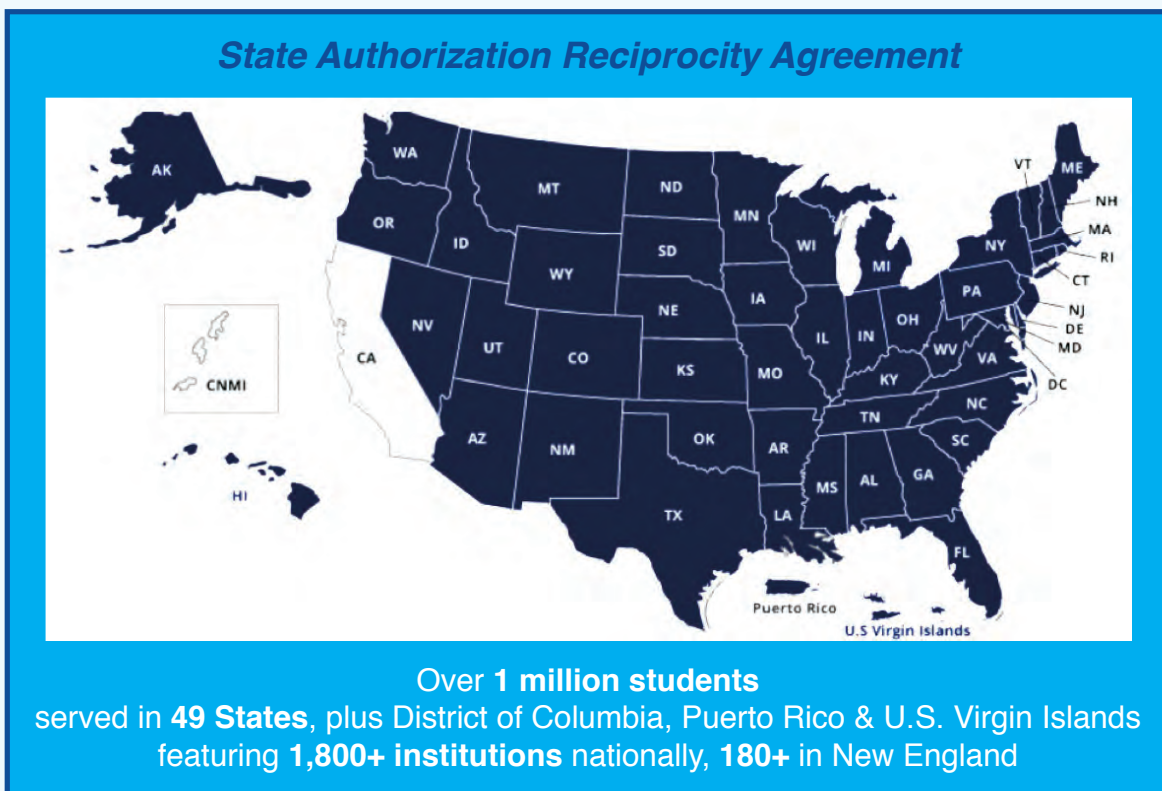 State Authorization Reciprocity Agreement
AK
WA
MT
ND
MN
VT
ME
NH
OR
ID
SD
WI
MI
NY
MA
RI
WY
CT
IA
PA
NE
NJ
NV
OH
DE
UT
IL
IN
MD
CA
CO
WV
VA
CNMI
KS
MO
KY
DC
NC
TN
AZ
OK
AR
SC
NM
MS
AL
GA
HI
TX
LA
FL
Puerto Rico
U.S Virgin Islands
Over 1 million students
served in 49 States, plus District of Columbia, Puerto Rico & U.S. Virgin Islands
featuring 1,800+ institutions nationally, 180+ in New England